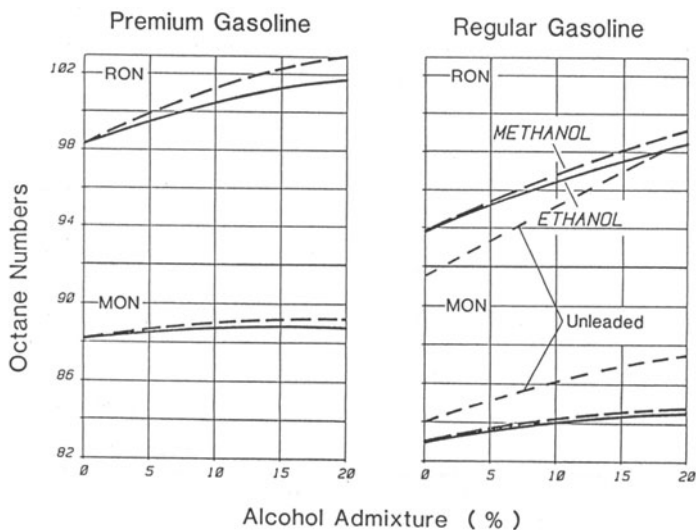 Premium Gasoline
Regular Gasoline
Octane Numbers
102
98
94
90
86
82
RON
MON
0 5 10 15 20
RON
METHANOL
ETHANOL
MON
Unleaded
0 5 10 15 20
Alcohol Admixture ( % )